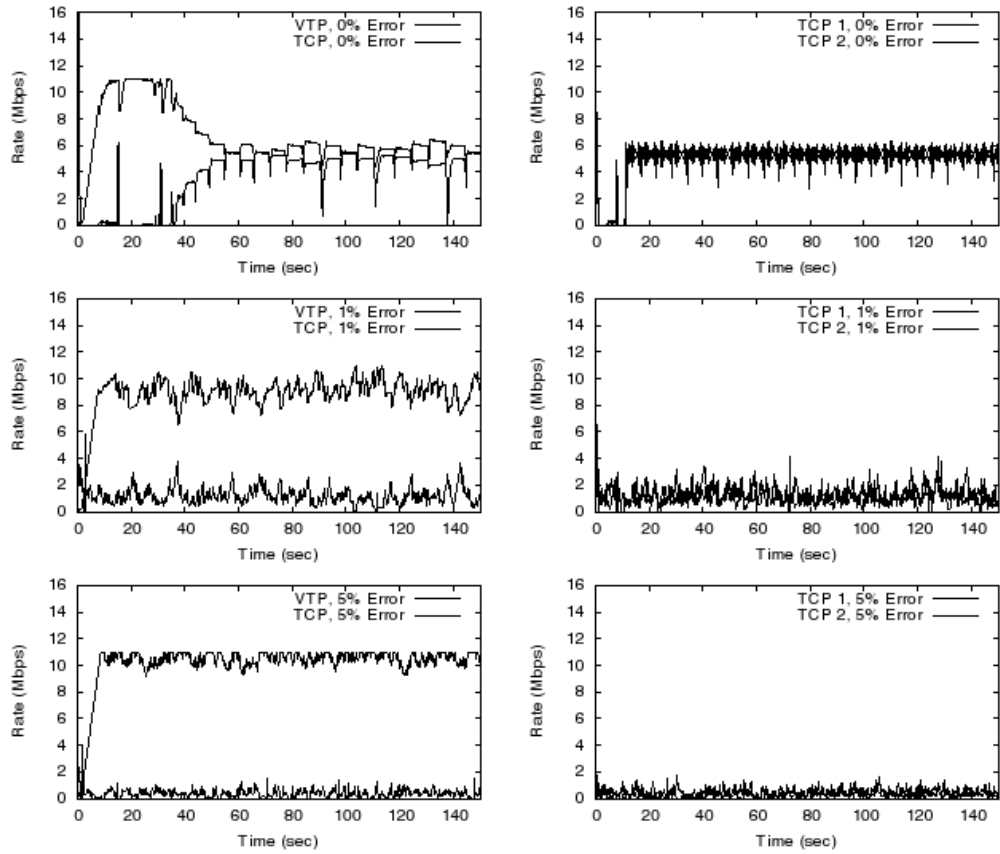 16
14
12
10
8
6
4
2
0
Rate (Mbps)
VTP, 0% Error
TCP, 0% Error
0 20 40 60 80 100 120 140
Time (sec)
16
14
12
10
8
6
4
2
0
Rate (Mbps)
TCP 1, 0% Error
TCP 2, 0% Error
0 20 40 60 80 100 120 140
Time (sec)
16
14
12
10
8
6
4
2
0
Rate (Mbps)
VTP, 1% Error
TCP, 1% Error
0 20 40 60 80 100 120 140
Time (sec)
16
14
12
10
8
6
4
2
0
Rate (Mbps)
TCP 1, 1% Error
TCP 2, 1% Error
0 20 40 60 80 100 120 140
Time (sec)
16
14
12
10
8
6
4
2
0
Rate (Mbps)
VTP, 5% Error
TCP, 5% Error
0 20 40 60 80 100 120 140
Time (sec)
16
14
12
10
8
6
4
2
0
Rate (Mbps)
TCP 1, 5% Error
TCP 2, 5% Error
0 20 40 60 80 100 120 140
Time (sec)